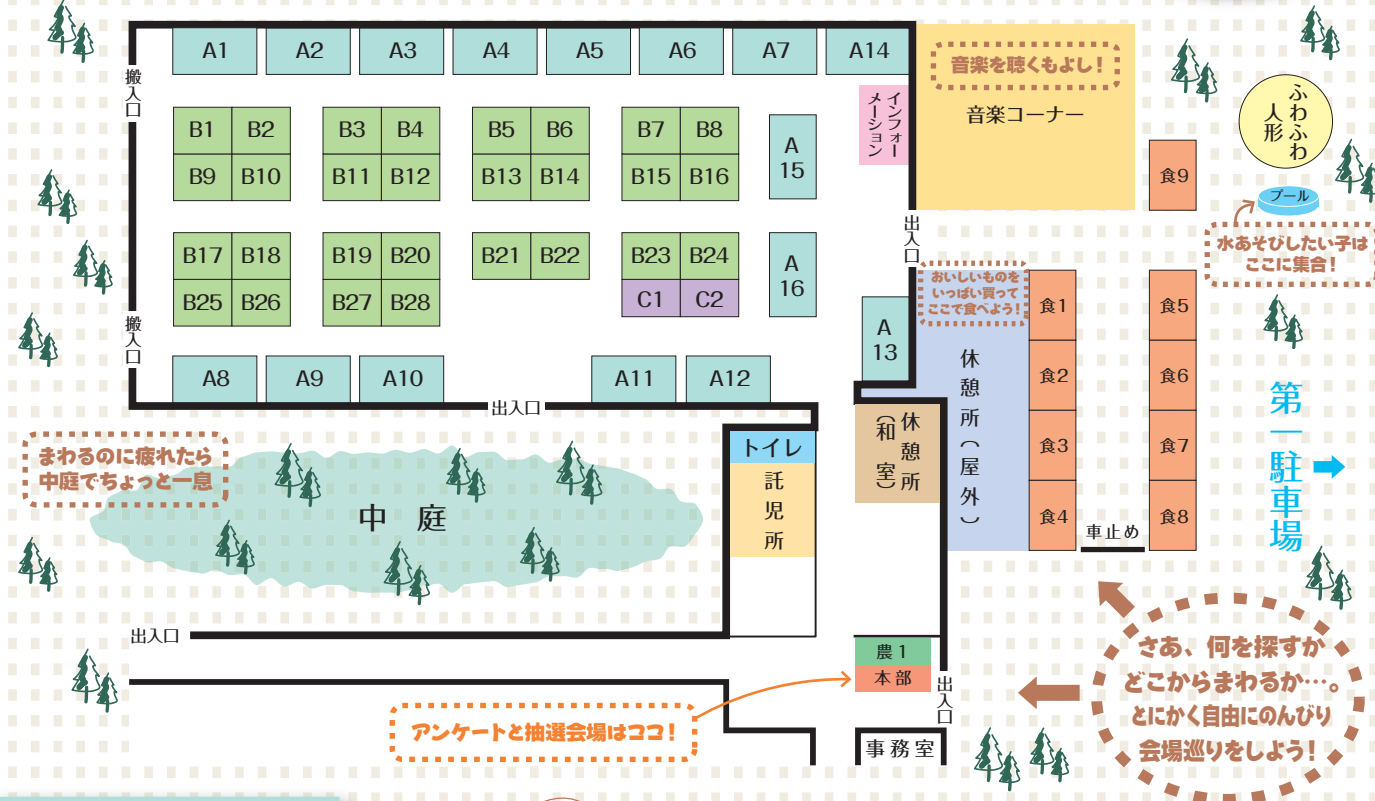 A1 A2 A3 A4 A5 A6 A7 A14
搬入口
音楽を聴くもよし！
音楽コーナー
インフォー
メーション
ふわふわ
人形
B1 B2 B3 B4 B5 B6 B7 B8
B9 B10 B11 B12 B13 B14 B15 B16
A
15
食9
プール
水あそびしたい子は
ここに集合！
出入口
B17 B18 B19 B20 B21 B22 B23 B24
B25 B26 B27 B28 C1 C2
A
16
搬入口
A
13
おいしいものを
いっぱい買って
ここで食べよう！
休憩所（屋外）
食1
食2
食3
食4
食5
食6
食7
食8
車止め
第一駐車場
A8 A9 A10 A11 A12
出入口
まわるのに疲れたら
中庭でちょっと一息
中庭
トイレ
託児所
休憩所
（和室）
出入口
農1
本部
出入口
事務室
アンケートと抽選会場はココ！
さあ、何を探すか
どこからまわるか…。
とにかく自由にのんびり
会場巡りをしよう！